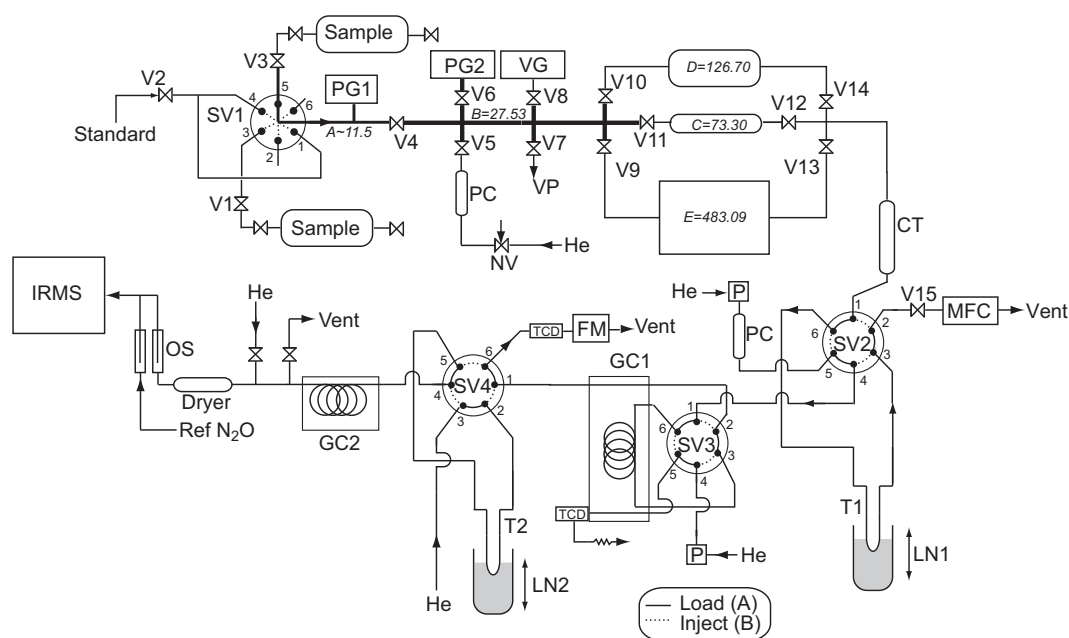 Sample
V3
V2
PG1
PG2
VG
V10
D=126.70
V14
5
4
6
SV1
V6
V8
B=27.53
V12
Standard
3
1
2
A~11.5
V4
V5
V7
V11
C=73.30
V9
V13
V1
Sample
PC
VP
E=483.09
CT
NV
He
IRMS
He
Vent
He
P
V15
MFC
Vent
PC
1
6
2
SV2
5
3
4
OS
TCD
FM
Vent
GC1
5
6
SV4
1
4
3
2
Dryer
Ref N2O
GC2
1
6
2
SV3
3
5
4
T1
T2
TCD
P
He
LN1
LN2
He
Load (A)
Inject (B)